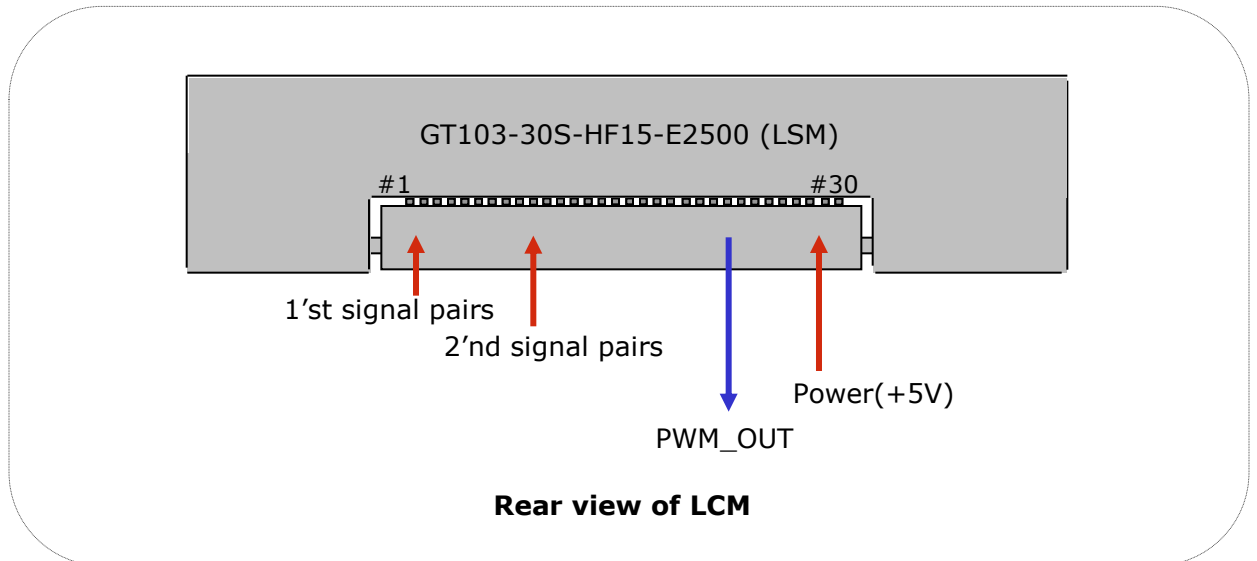 GT103-30S-HF15-E2500 (LSM)
#1 #30
1’st signal pairs
2’nd signal pairs
Power(+5V)
PWM_OUT
Rear view of LCM